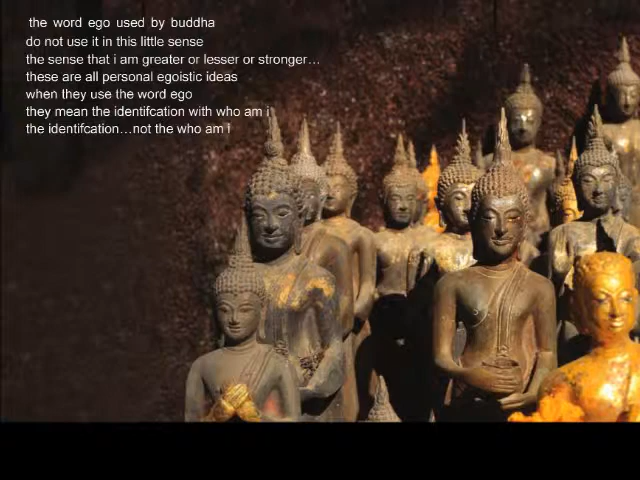 the word ego used by buddha
do not use it in this little sense
the sense that i am greater or lesser or stronger…
these are all personal egoistic ideas
when they use the word ego
they mean the identifcation with who am i
the identifcation…not the who am I